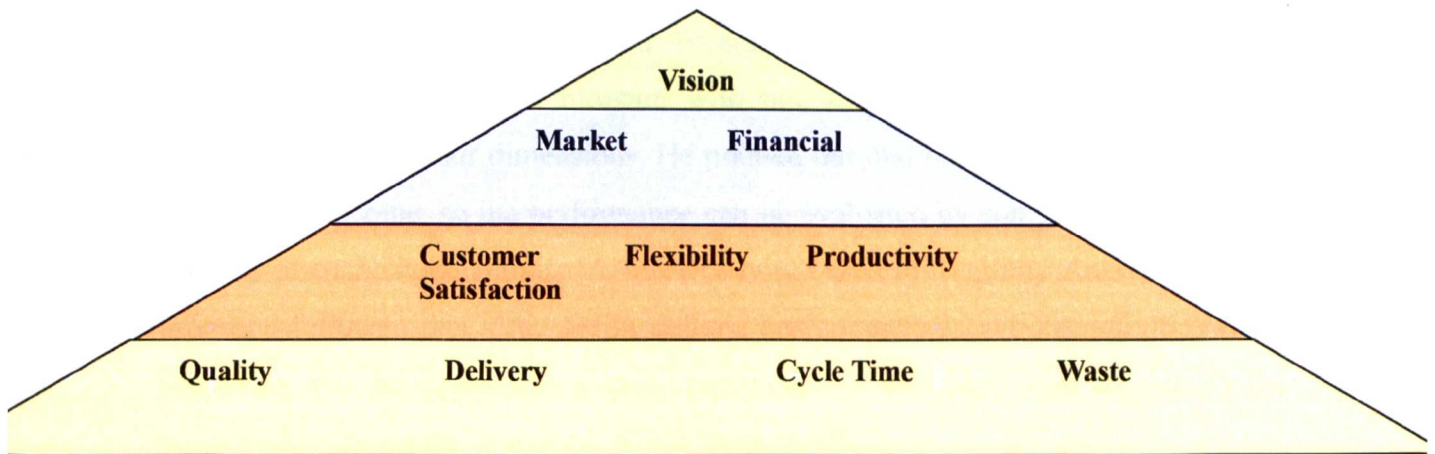 Vision
Market Financial
Customer Flexibility Productivity
Satisfaction
Quality Delivery Cycle Time Waste